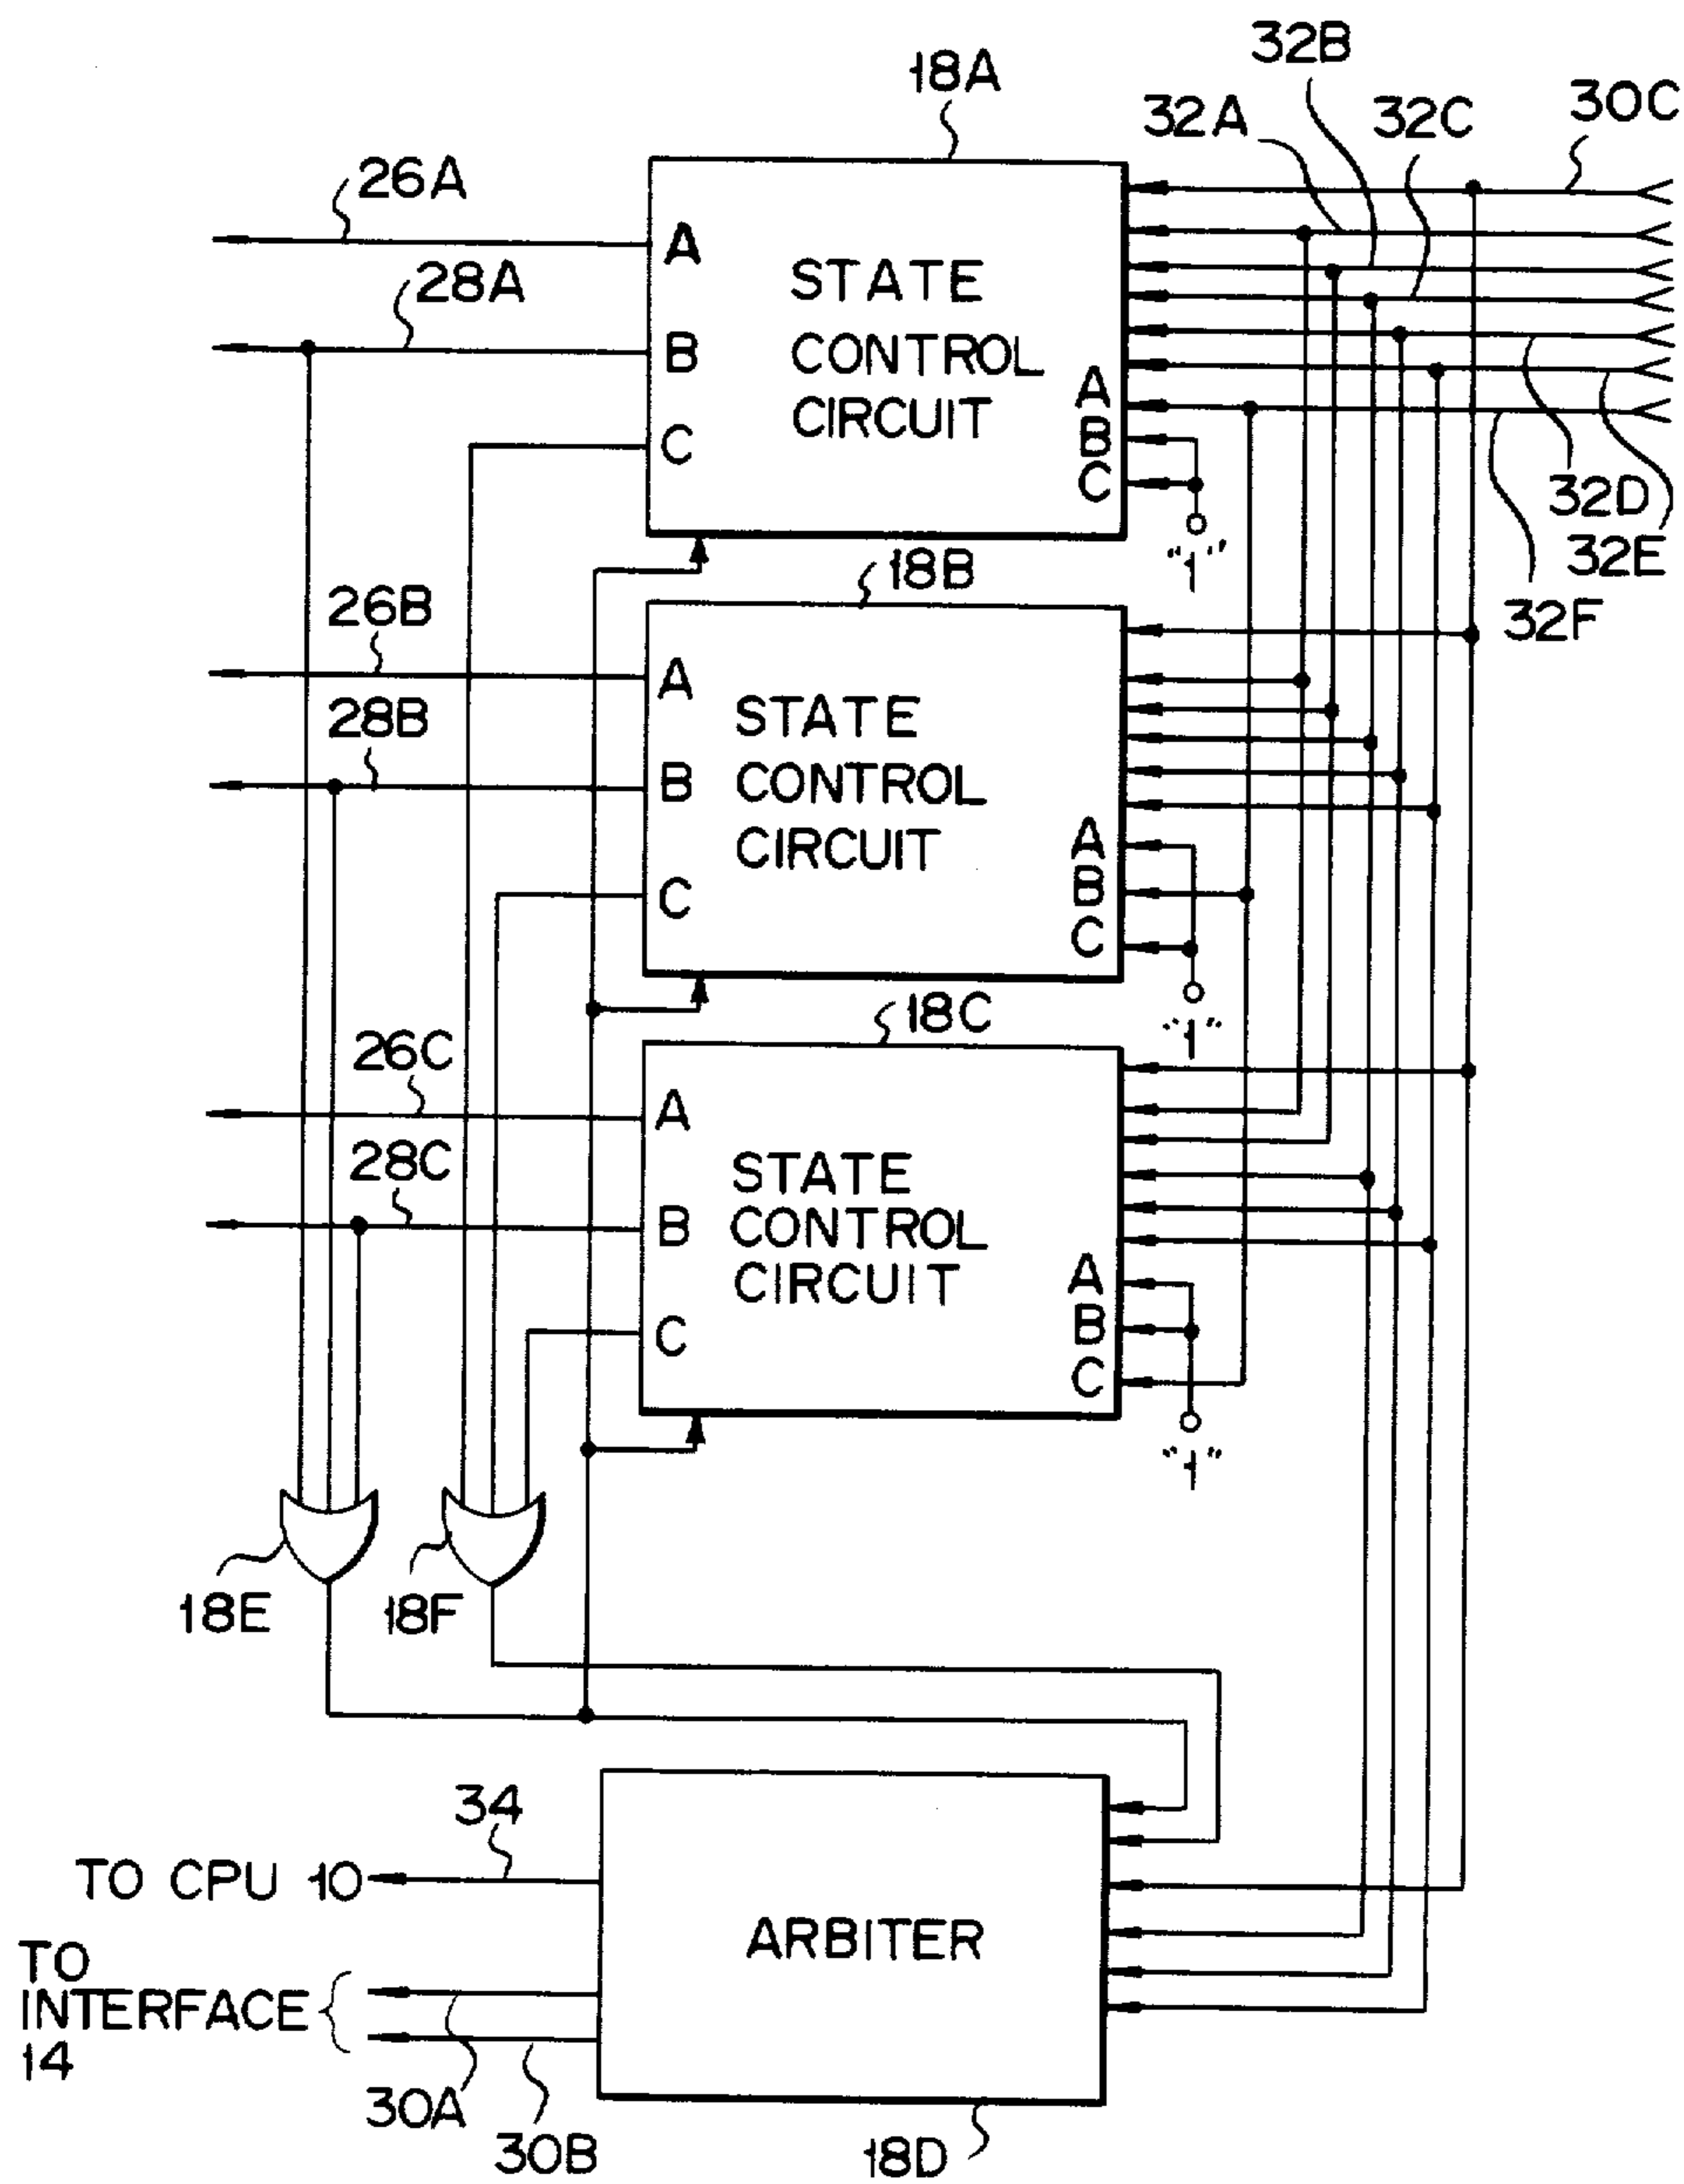 32B
18A
32A
32C
30C
26A
A
STATE
28A
B
CONTROL
A
CIRCUIT
B
C
C
32D
"1"
32E
18B
32F
26B
A
STATE
28B
B
CONTROL
A
CIRCUIT
B
C
C
18C
"1"
26C
A
STATE
28C
B
CONTROL
A
CIRCUIT
B
C
C
"1"
18E
18F
34
TO CPU 10
ARBITER
TO
INTERFACE
14
30A
30B
18D